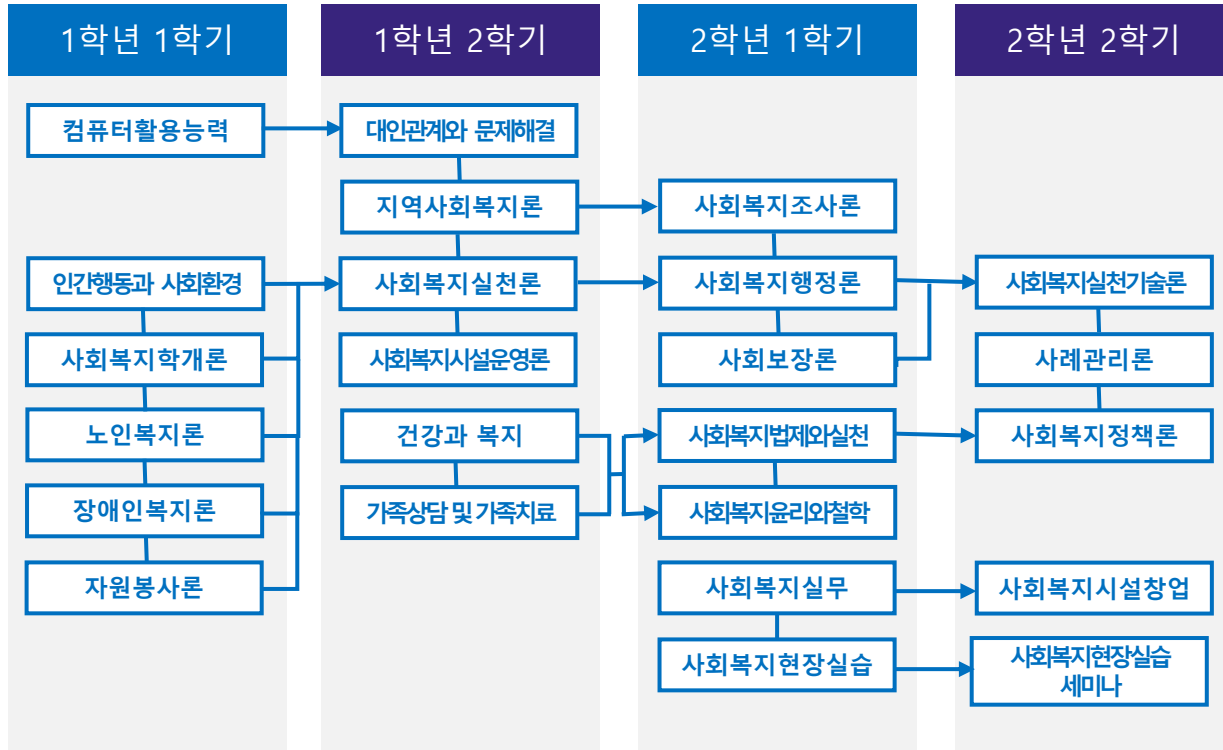 1학년 1학기
1학년 2학기
2학년 1학기
2학년 2학기
컴퓨터활용능력
인간행동과 사회환경
사회복지학개론
노인복지론
장애인복지론
자원봉사론
대인관계와 문제해결
지역사회복지론
사회복지실천론
사회복지시설운영론
건강과 복지
가족상담 및 가족치료
사회복지조사론
사회복지행정론
사회보장론
사회복지법제와실천
사회복지윤리와철학
사회복지실무
사회복지현장실습
사회복지실천기술론
사례관리론
사회복지정책론
사회복지시설창업
사회복지현장실습
세미나